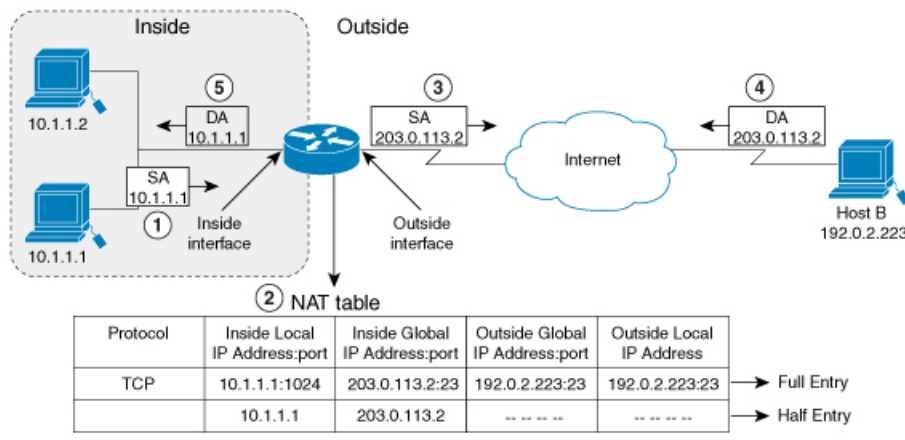 Inside
Outside
5
3
4
DA
10.1.1.1
SA
203.0.113.2
DA
203.0.113.2
10.1.1.2
Internet
SA
10.1.1.1
1
Inside
interface
Outside
interface
Host B
192.0.2.223
10.1.1.1
2 NAT table
Protocol
Inside Local
IP Address:port
Inside Global
IP Address:port
Outside Global
IP Address:port
Outside Local
IP Address
TCP 10.1.1.1:1024 203.0.113.2:23 192.0.2.223:23 192.0.2.223:23 Full Entry
10.1.1.1 203.0.113.2 -- -- -- -- -- -- -- -- Half Entry